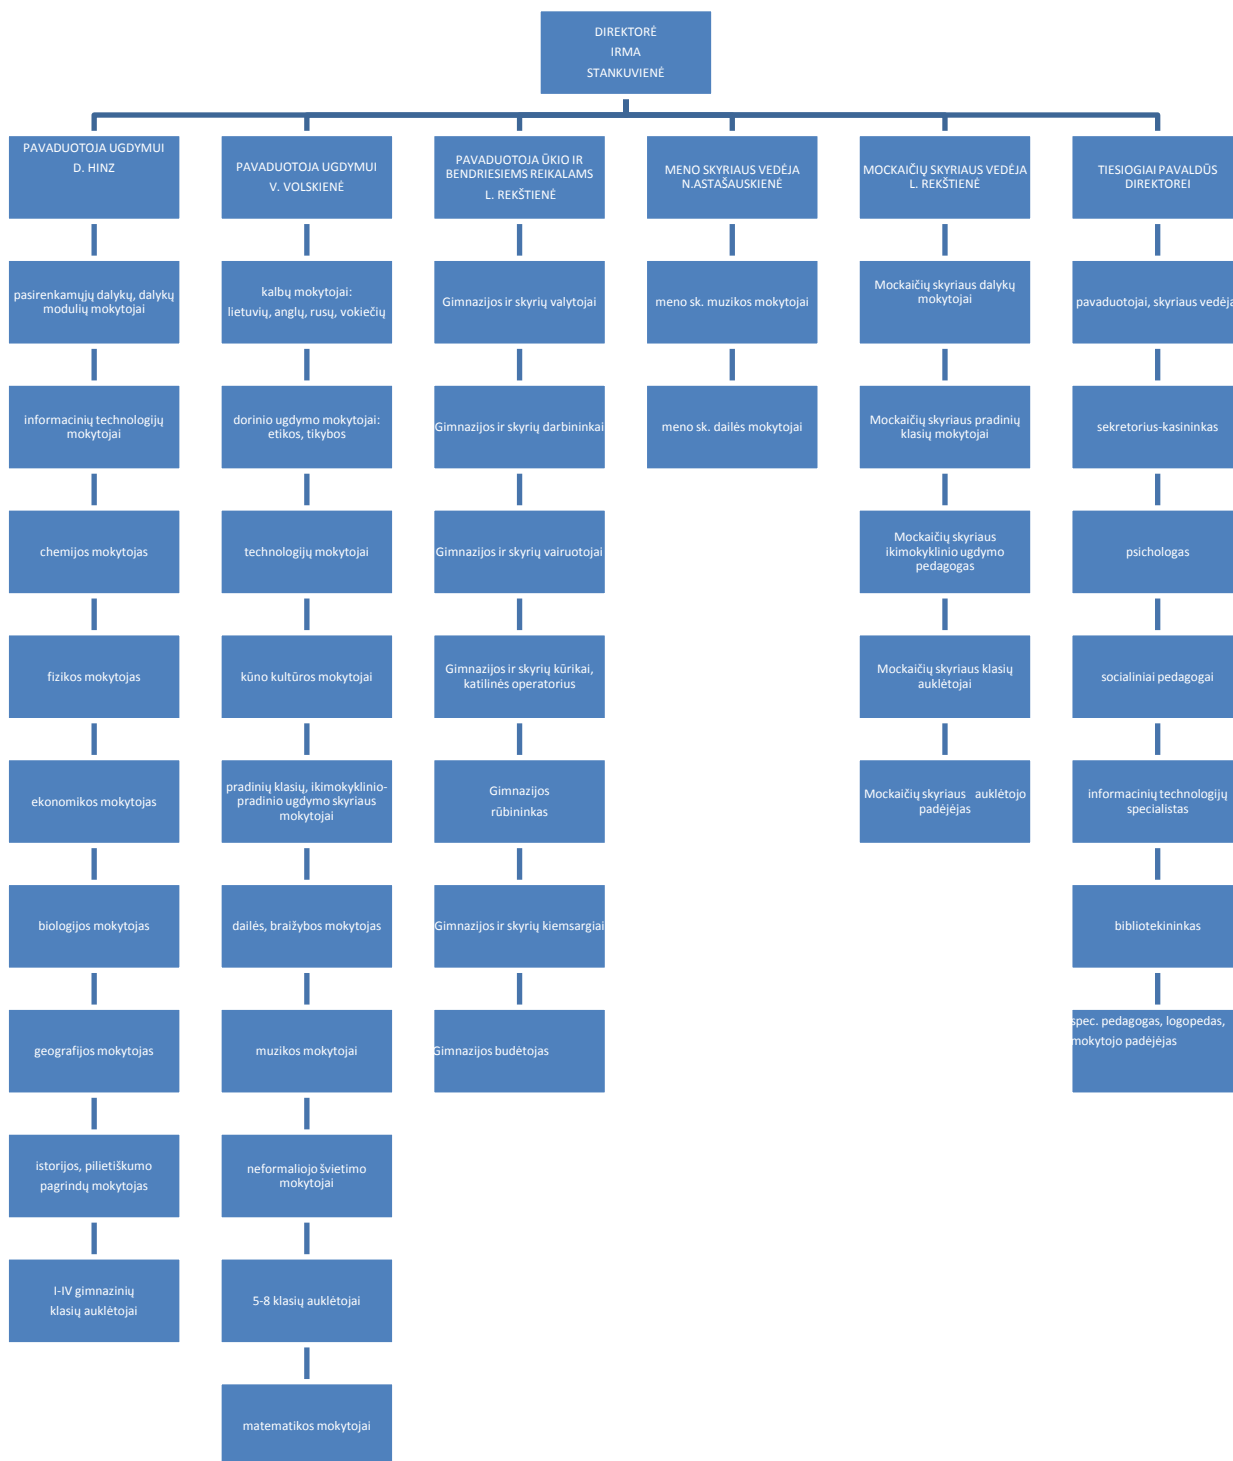 DIREKTORĖ
IRMA
STANKUVIENĖ
PAVADUOTOJA UGDYMUI
D. HINZ
pasirenkamųjų dalykų, dalykų
modulių mokytojai
informacinių technologijų
mokytojai
chemijos mokytojas
fizikos mokytojas
ekonomikos mokytojas
biologijos mokytojas
geografijos mokytojas
istorijos, pilietiškumo
pagrindų mokytojas
I-IV gimnazinių
klasių auklėtojai
PAVADUOTOJA UGDYMUI
V. VOLSKIENĖ
kalbų mokytojai:
lietuvių, anglų, rusų, vokiečių
dorinio ugdymo mokytojai:
etikos, tikybos
technologijų mokytojai
kūno kultūros mokytojai
pradinių klasių, ikimokyklinio-
pradinio ugdymo skyriaus
mokytojai
dailės, braižybos mokytojas
muzikos mokytojai
neformaliojo švietimo
mokytojai
5-8 klasių auklėtojai
matematikos mokytojai
PAVADUOTOJA ŪKIO IR
BENDRIESIEMS REIKALAMS
L. REKŠTIENĖ
Gimnazijos ir skyrių valytojai
Gimnazijos ir skyrių darbininkai
Gimnazijos ir skyrių vairuotojai
Gimnazijos ir skyrių kūrikai,
katilinės operatorius
Gimnazijos
rūbininkas
Gimnazijos ir skyrių kiemsargiai
Gimnazijos budėtojas
MENO SKYRIAUS VEDĖJA
N.ASTAŠAUSKIENĖ
meno sk. muzikos mokytojai
meno sk. dailės mokytojai
MOCKAIČIŲ SKYRIAUS VEDĖJA
L. REKŠTIENĖ
Mockaičių skyriaus dalykų
mokytojai
Mockaičių skyriaus pradinių
klasių mokytojai
Mockaičių skyriaus
ikimokyklinio ugdymo
pedagogas
Mockaičių skyriaus klasių
auklėtojai
Mockaičių skyriaus auklėtojo
padėjėjas
TIESIOGIAI PAVALDŪS
DIREKTOREI
pavaduotojai, skyriaus vedėja
sekretorius-kasininkas
psichologas
socialiniai pedagogai
informacinių technologijų
specialistas
bibliotekininkas
spec. pedagogas, logopedas,
mokytojo padėjėjas